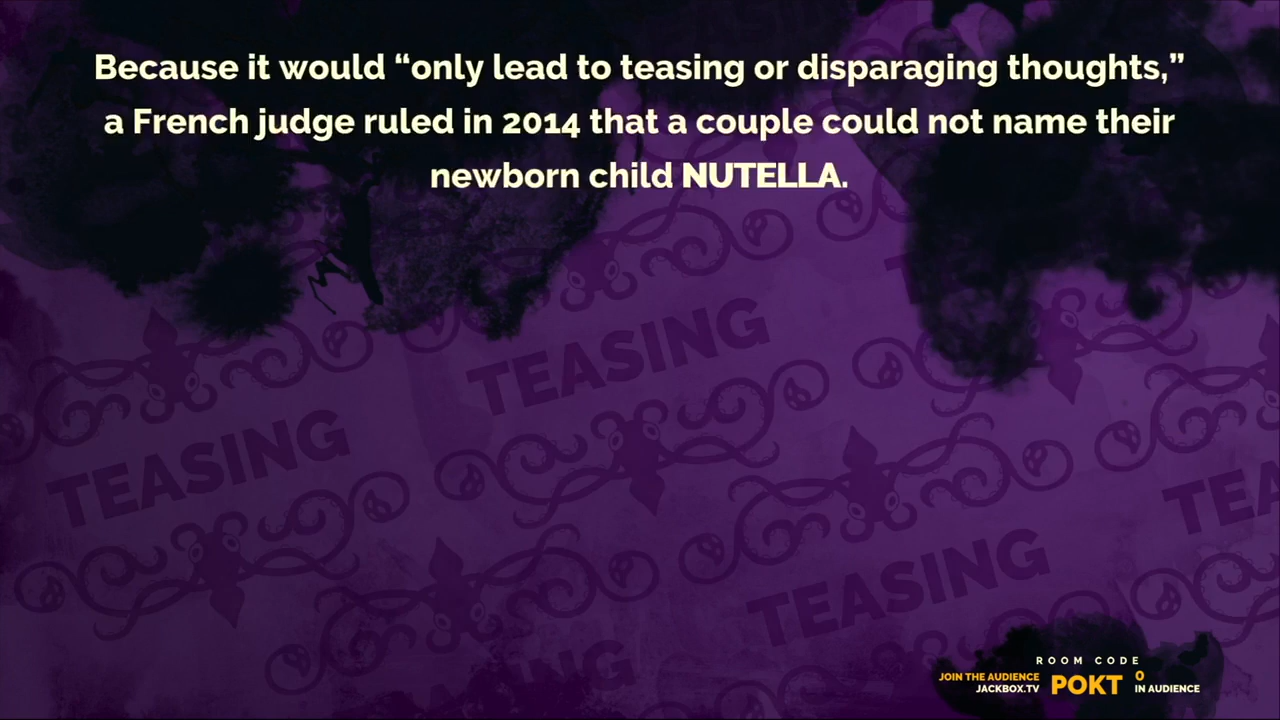 Because it would “only lead to teasing or disparaging thoughts,”
a French judge ruled in 2014 that a couple could not name their
newborn child NUTELLA.
TEASING
TEASING
TEA
TEASING
ING
ROOM CODE
JOIN THE AUDIENCE
JACKBOX.TV
POKT
0
IN AUDIENCE